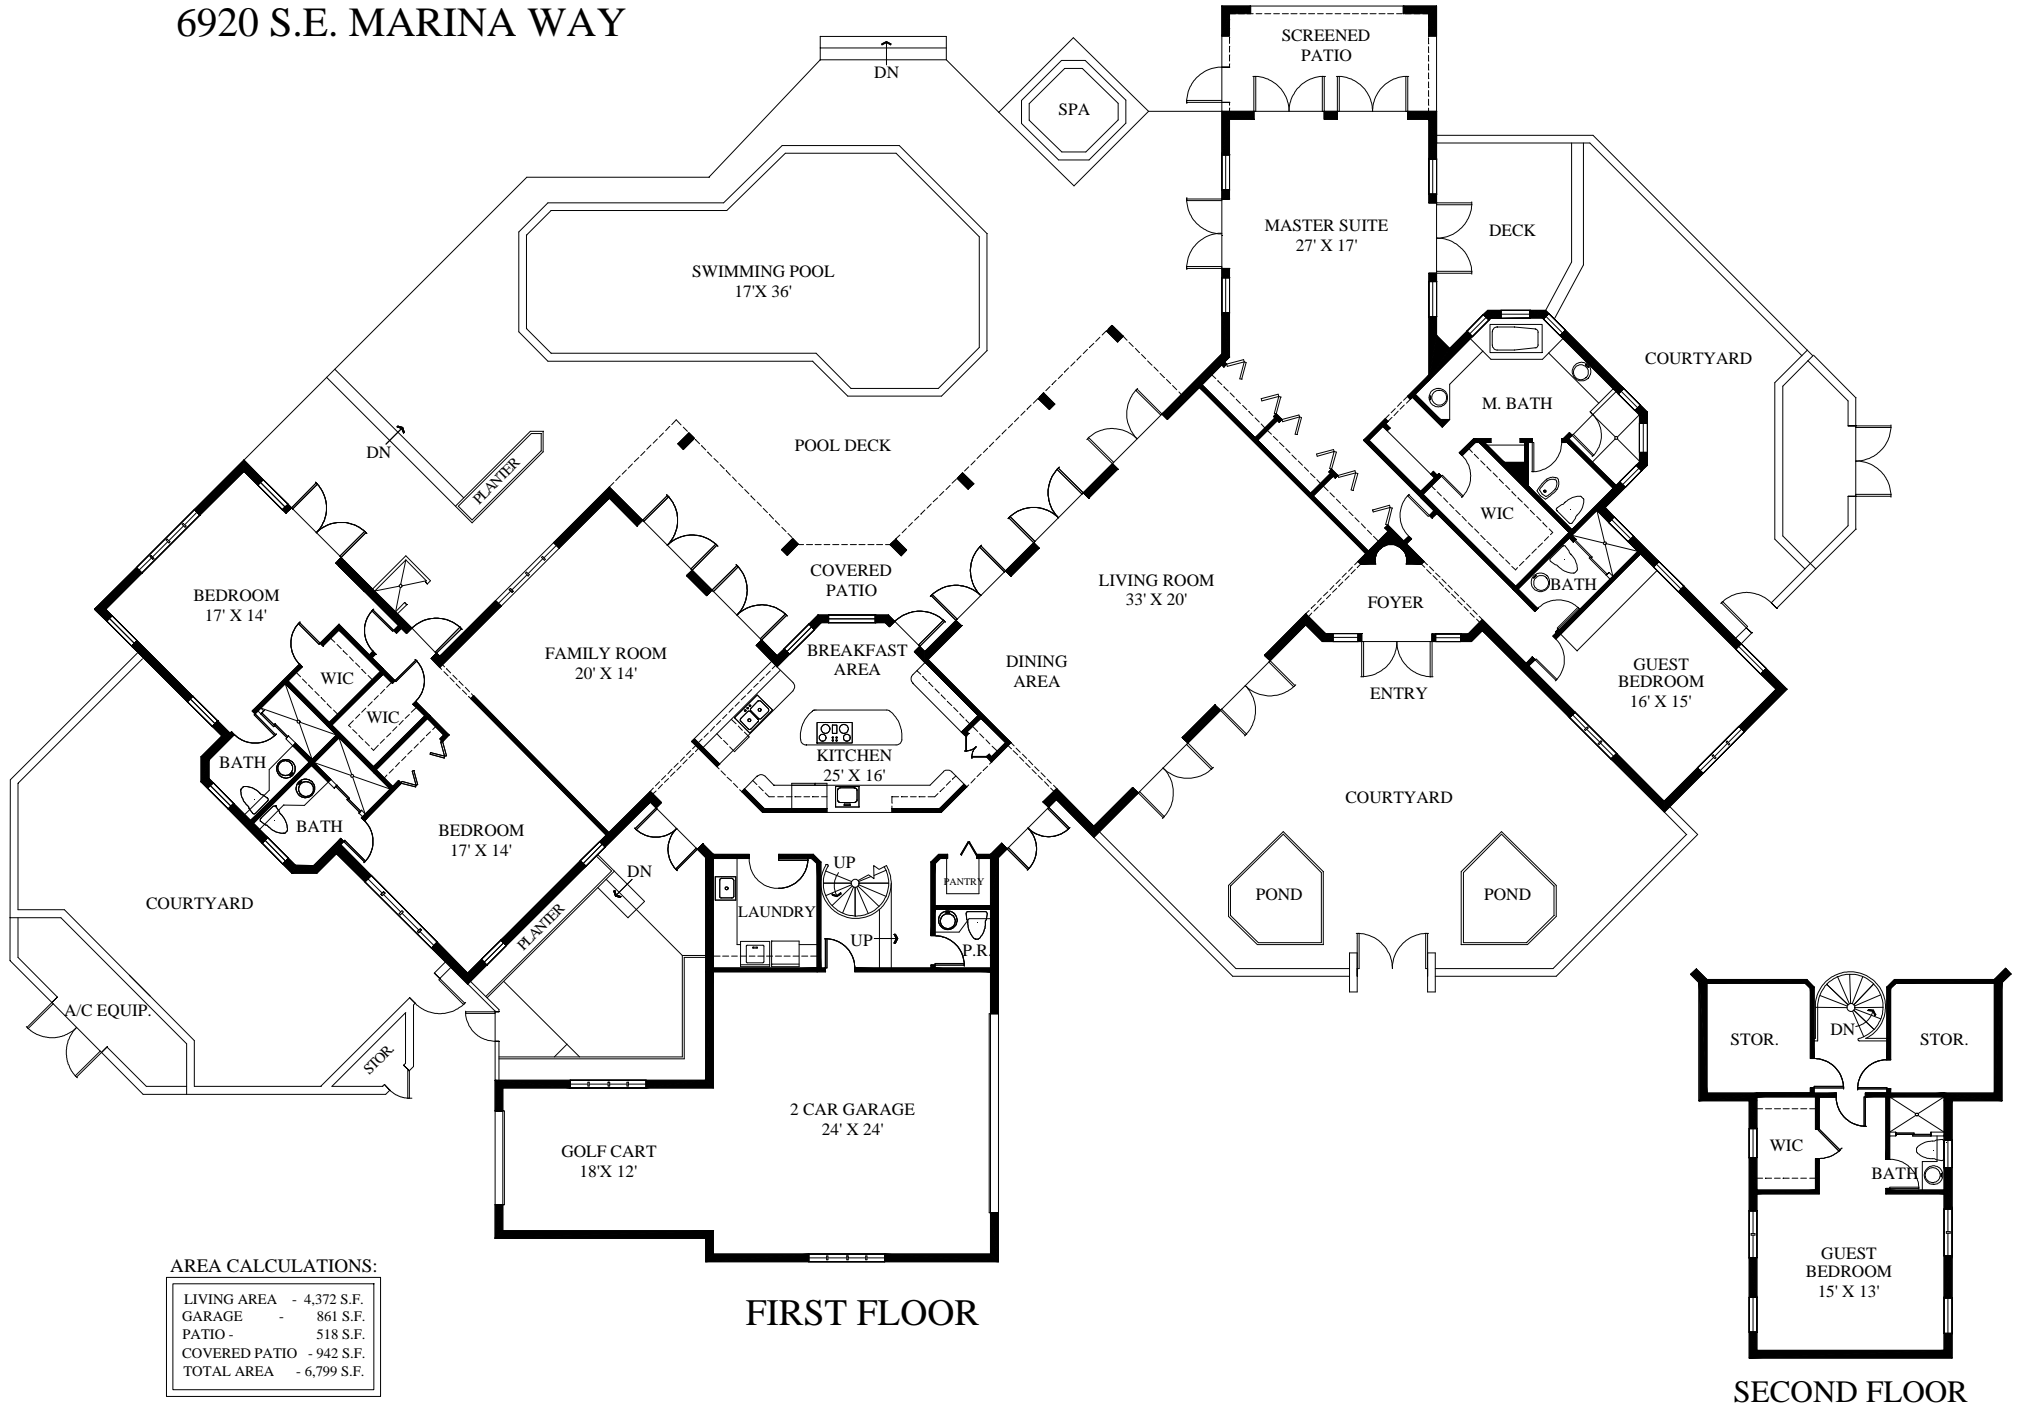 6920 S.E. MARINA WAY
SCREENED
PATIO
DN
SPA
MASTER SUITE
27' X 17'
DECK
SWIMMING POOL
17'X 36'
COURTYARD
M. BATH
POOL DECK
DN
PLANTER
WIC
COVERED
PATIO
LIVING ROOM
33' X 20'
BATH
FOYER
BEDROOM
17' X 14'
FAMILY ROOM
20' X 14'
BREAKFAST
AREA
DINING
AREA
GUEST
BEDROOM
16' X 15'
ENTRY
WIC
WIC
KITCHEN
25' X 16'
BATH
COURTYARD
BATH
BEDROOM
17' X 14'
UP
DN
PANTRY
POND
POND
COURTYARD
LAUNDRY
PLANTER
UP
P.R.
A/C EQUIP.
STOR
STOR.
DN
STOR.
2 CAR GARAGE
24' X 24'
GOLF CART
18'X 12'
WIC
BATH
GUEST
BEDROOM
15' X 13'
AREA CALCULATIONS:
LIVING AREA - 4,372 S.F.
GARAGE - 861 S.F.
PATIO - 518 S.F.
COVERED PATIO - 942 S.F.
TOTAL AREA - 6,799 S.F.
FIRST FLOOR
SECOND FLOOR